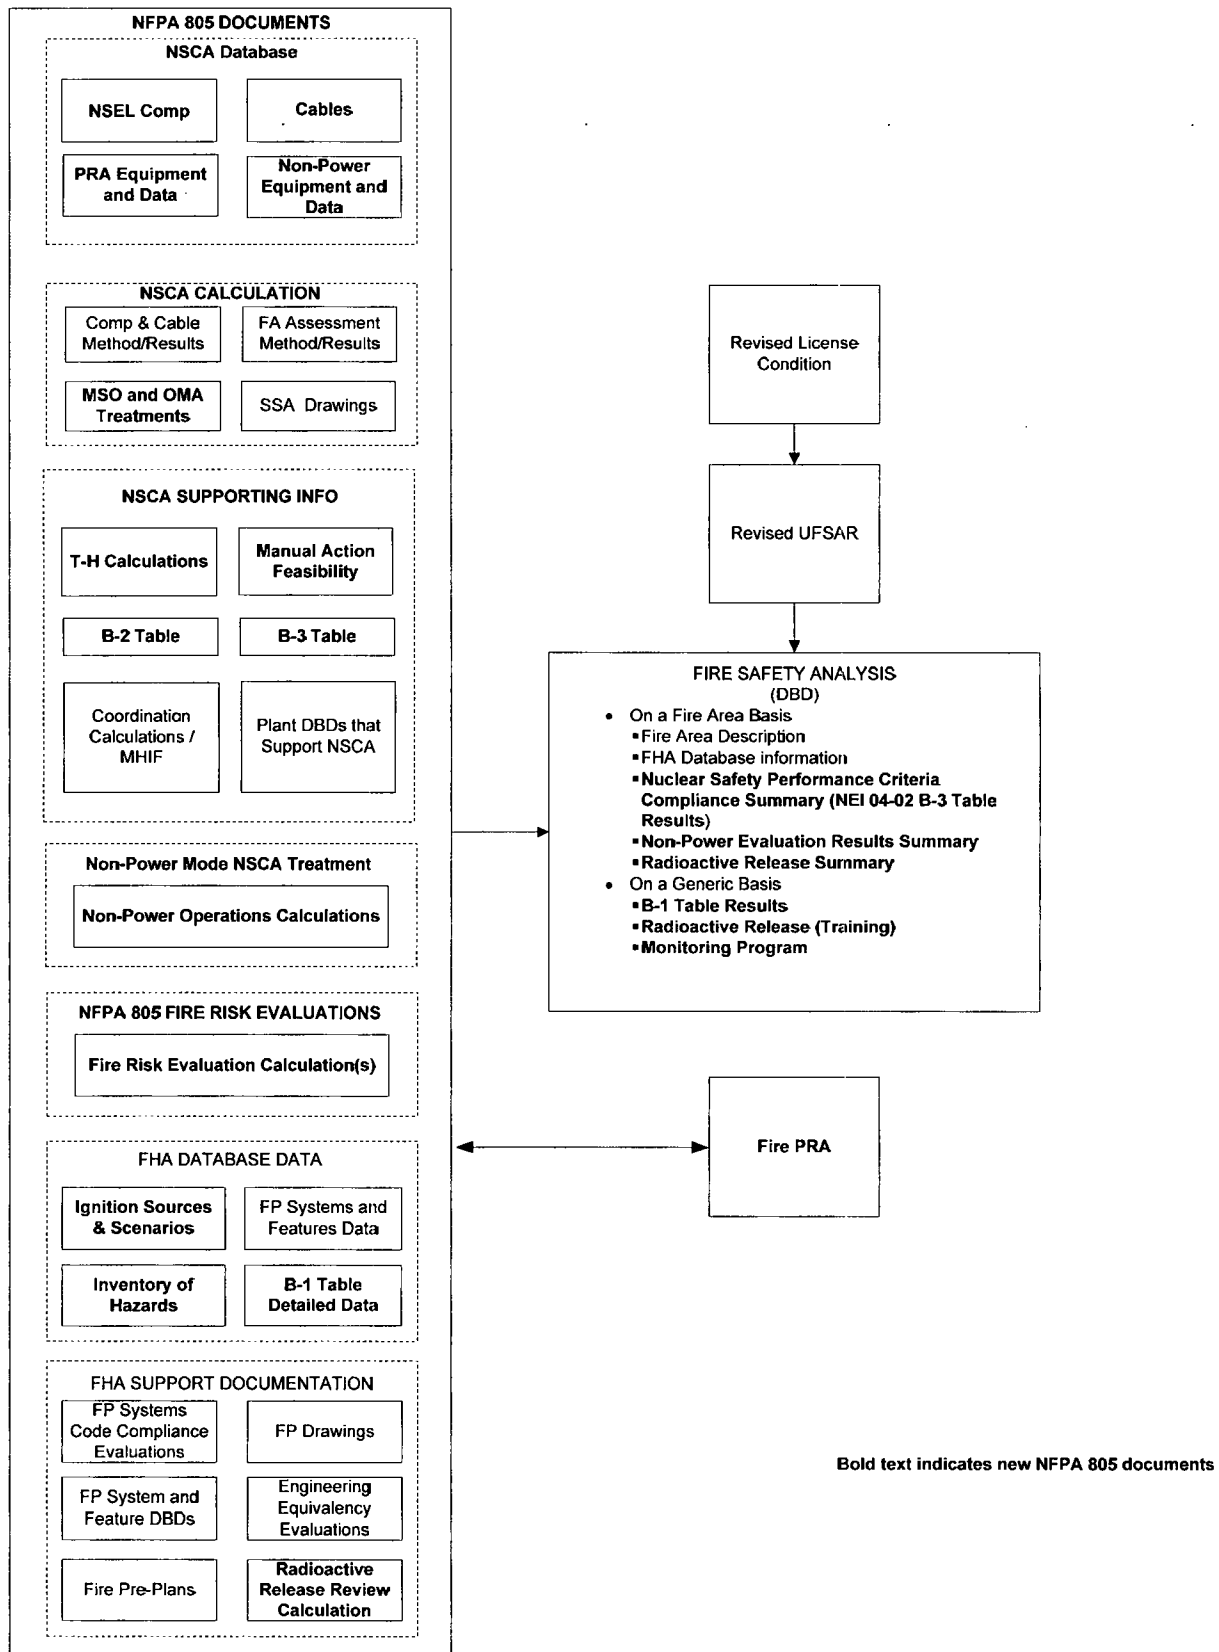 NFPA 805 DOCUMENTS
NSCA Database
NSEL Comp
Cables
PRA Equipment
and Data
Non-Power
Equipment and
Data
NSCA CALCULATION
Comp & Cable
Method/Results
FA Assessment
Method/Results
MSO and OMA
Treatments
SSA Drawings
NSCA SUPPORTING INFO
T-H Calculations
Manual Action
Feasibility
B-2 Table
B-3 Table
Coordination
Calculations /
MHIF
Plant DBDs that
Support NSCA
Non-Power Mode NSCA Treatment
Non-Power Operations Calculations
NFPA 805 FIRE RISK EVALUATIONS
Fire Risk Evaluation Calculation(s)
FHA DATABASE DATA
Ignition Sources
& Scenarios
FP Systems and
Features Data
Inventory of
Hazards
B-1 Table
Detailed Data
FHA SUPPORT DOCUMENTATION
FP Systems
Code Compliance
Evaluations
FP Drawings
FP System and
Feature DBDs
Engineering
Equivalency
Evaluations
Fire Pre-Plans
Radioactive
Release Review
Calculation
Revised License
Condition
Revised UFSAR
FIRE SAFETY ANALYSIS
(DBD)
• On a Fire Area Basis
▪Fire Area Description
▪FHA Database information
▪Nuclear Safety Performance Criteria
Compliance Summary (NEI 04-02 B-3 Table
Results)
▪Non-Power Evaluation Results Summary
▪Radioactive Release Summary
• On a Generic Basis
▪B-1 Table Results
▪Radioactive Release (Training)
▪Monitoring Program
Fire PRA
Bold text indicates new NFPA 805 documents